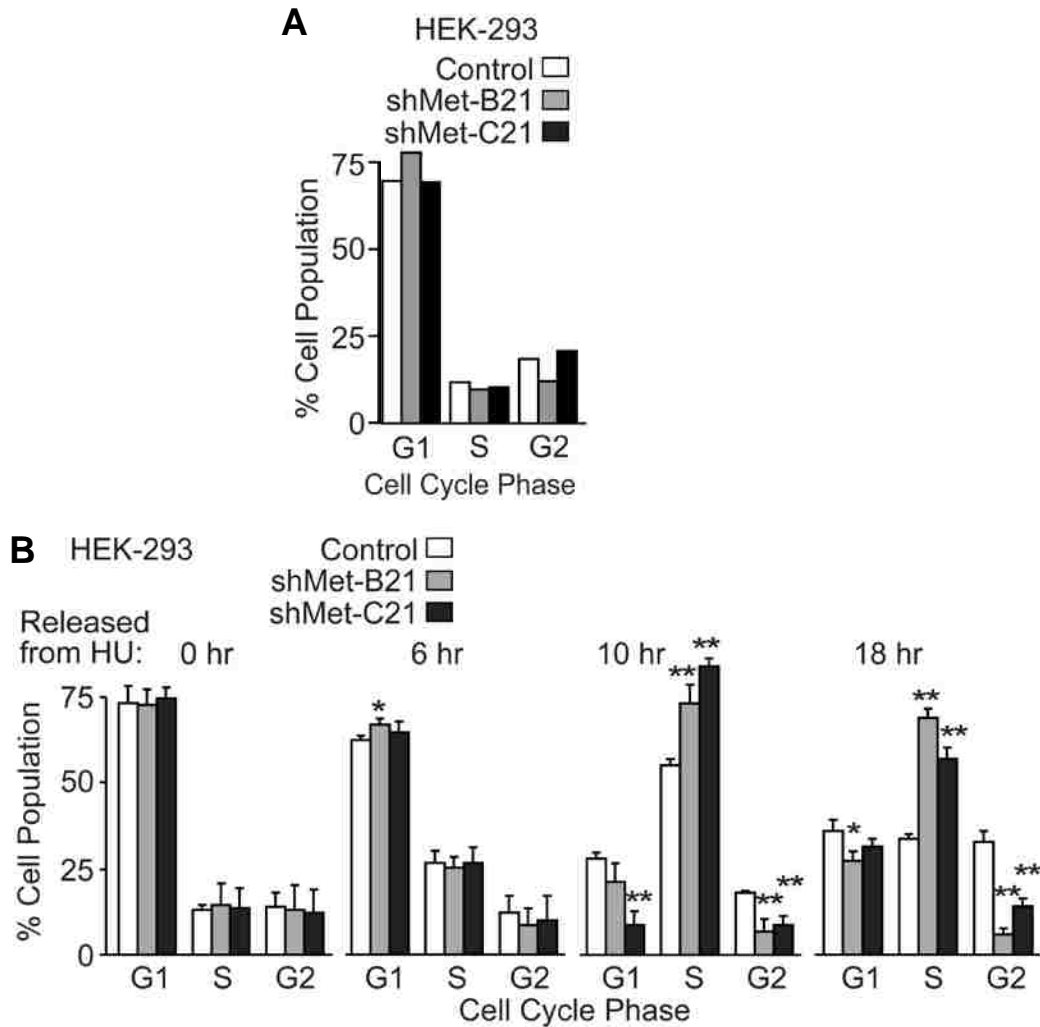 A
HEK-293
Control
shMet-B21
shMet-C21
75
50
25
0
% Cell Population
G1 S G2
Cell Cycle Phase
B HEK-293
Control
shMet-B21
shMet-C21
Released
from HU: 0 hr 6 hr 10 hr 18 hr
75
50
25
0
% Cell Population
*
** ** ** ** **
* ** ** ** **
G1 S G2 G1 S G2 G1 S G2 G1 S G2
Cell Cycle Phase